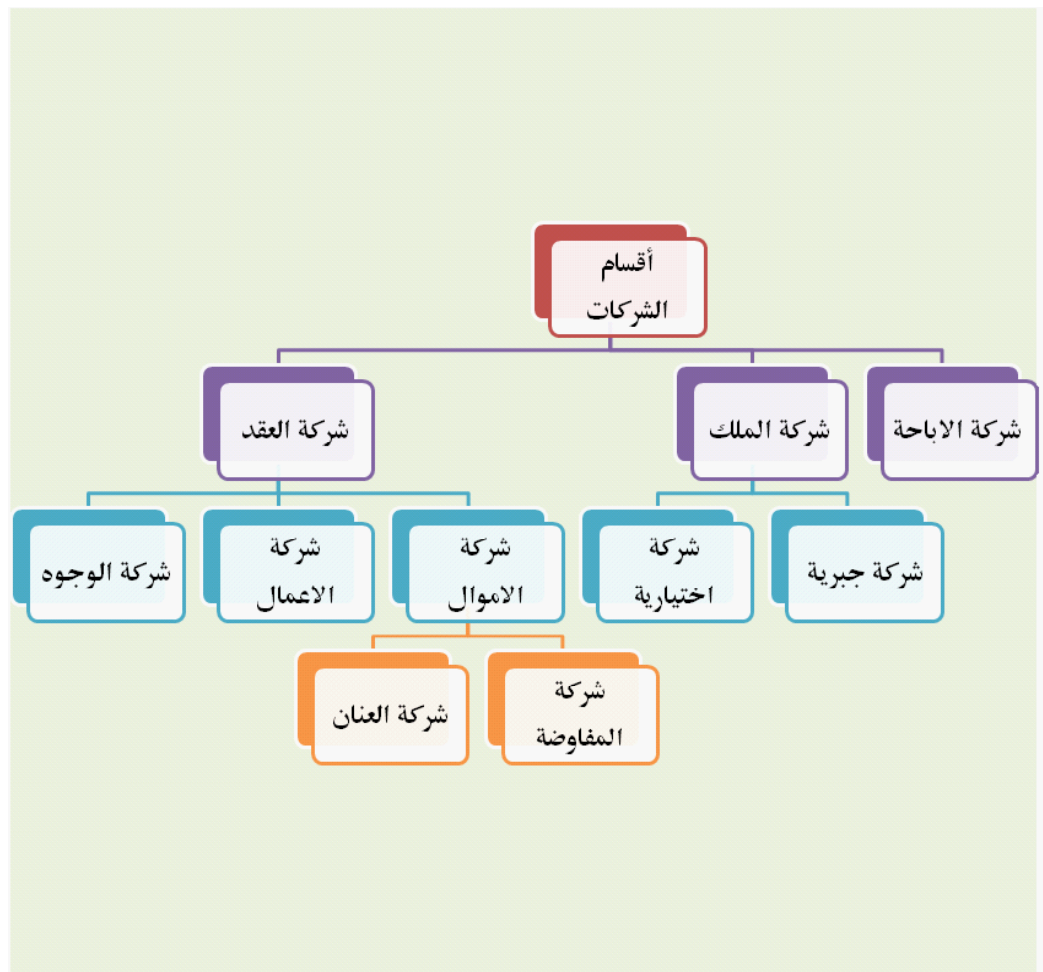 أقسام
الشركات
شركة الاباحة
شركة الملك
شركة العقد
شركة جبرية
شركة
اختيارية
شركة
الاموال
شركة
الاعمال
شركة الوجوه
شركة
المفاوضة
شركة العنان